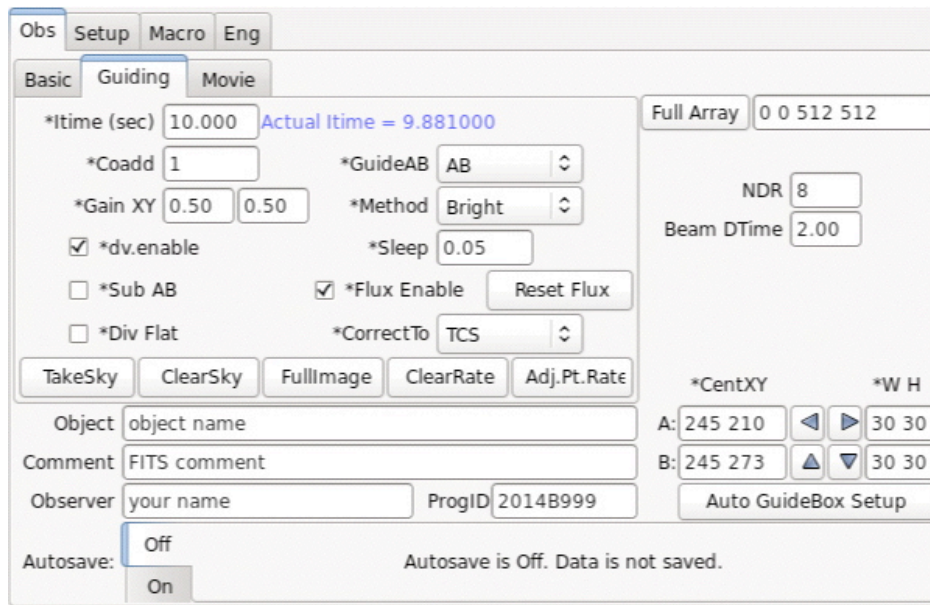 Obs Setup Macro Eng
Basic Guiding Movie
*Itime (sec) 10.000 Actual Itime = 9.881000
Full Array 0 0 512 512
*Coadd 1 *GuideAB AB
NDR 8
*Gain XY 0.50 0.50 *Method Bright
Beam DTime 2.00
*dv.enable *Sleep 0.05
*Sub AB *Flux Enable Reset Flux
*Div Flat *CorrectTo TCS
TakeSky ClearSky FullImage ClearRate Adj.Pt.Rate
*CentXY *W H
Object object name A: 245 210 30 30
Comment FITS comment B: 245 273 30 30
Observer your name ProgID 2014B999 Auto GuideBox Setup
Off
Autosave: Autosave is Off. Data is not saved.
On